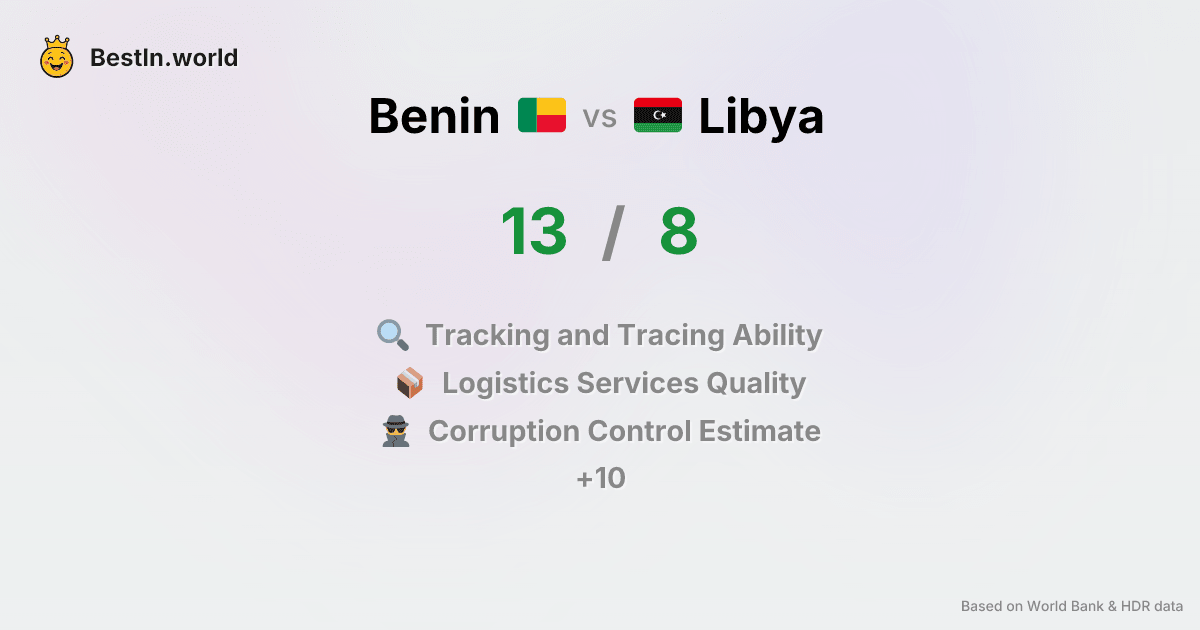 BestIn.world
Benin vs Libya
13 / 8
Tracking and Tracing Ability
Logistics Services Quality
Corruption Control Estimate
+10
Based on World Bank & HDR data